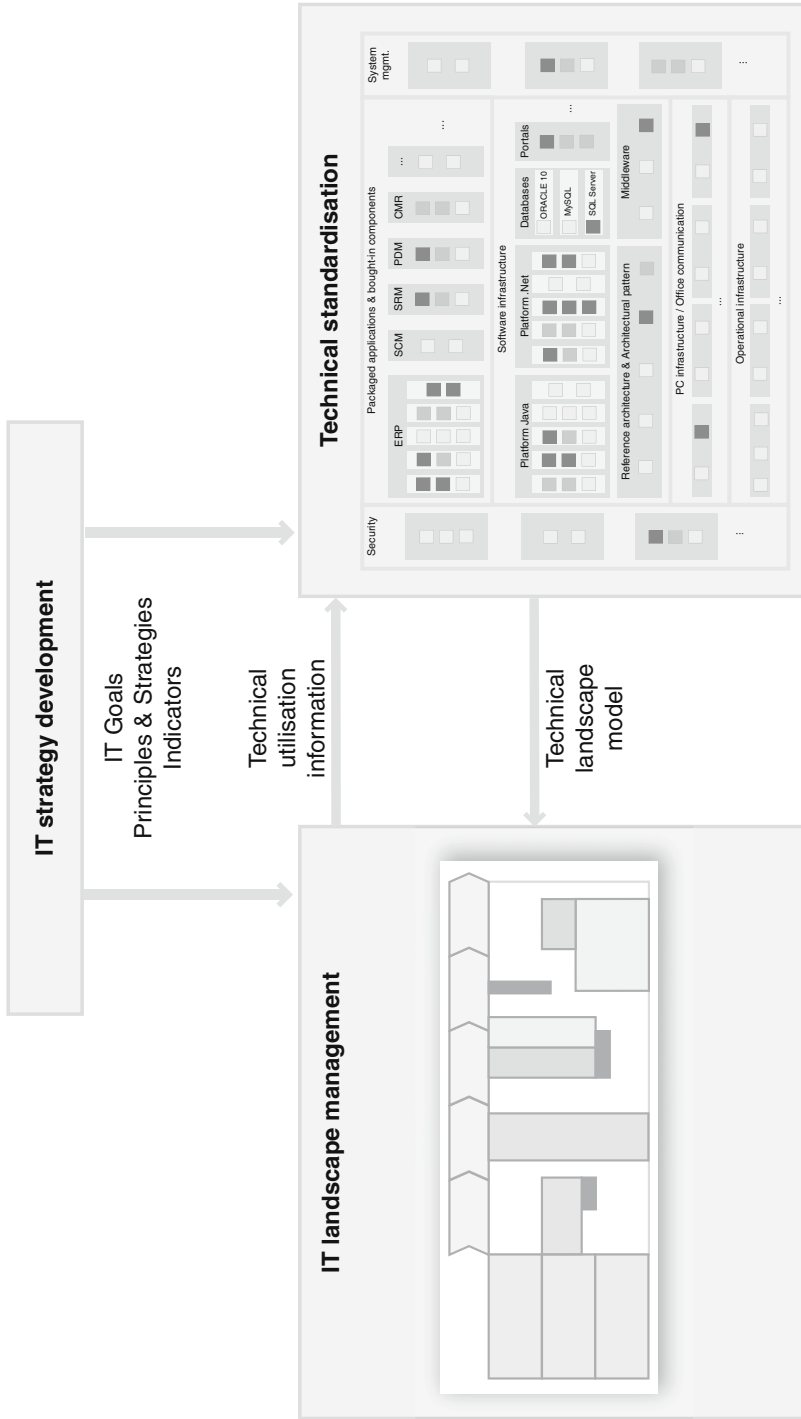 IT strategy development
IT Goals
Principles & Strategies
Indicators
IT landscape management
Technical
utilisation
information
Technical
landscape
model
Technical standardisation
Security
...
Packaged applications & bought-in components
ERP
SCM
SRM
PDM
CMR
...
...
Software infrastructure
Platform Java
Platform .Net
Databases
ORACLE 10
MySQL
SQL Server
Portals
...
Reference architecture & Architectural pattern
Middleware
PC infrastructure / Office communication
...
Operational infrastructure
...
System
mgmt.
...